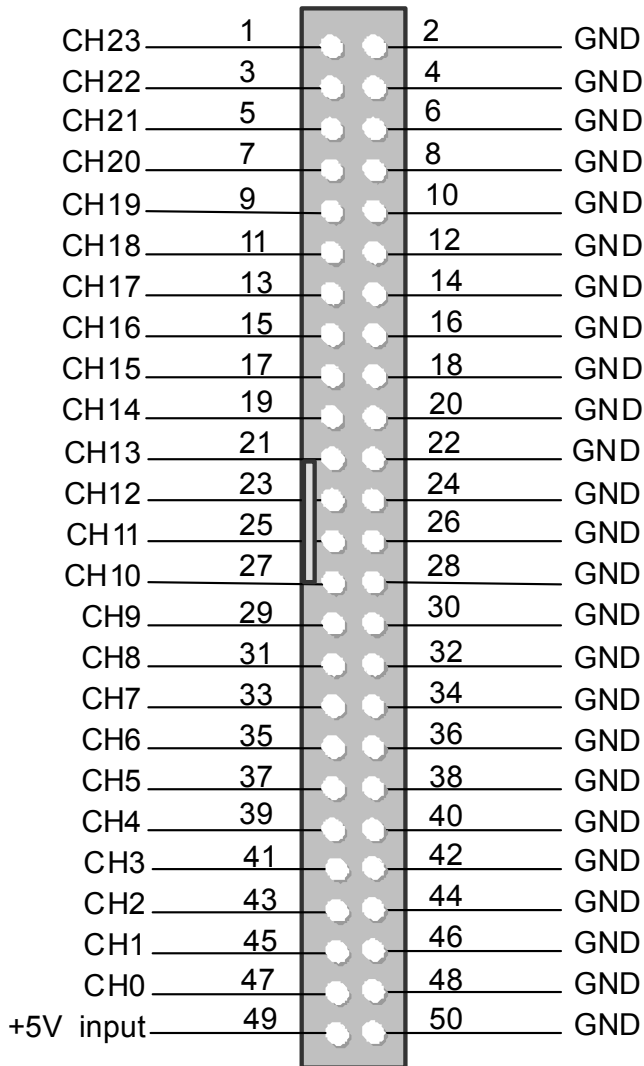 CH23 1 2 GND
CH22 3 4 GND
CH21 5 6 GND
CH20 7 8 GND
CH19 9 10 GND
CH18 11 12 GND
CH17 13 14 GND
CH16 15 16 GND
CH15 17 18 GND
CH14 19 20 GND
CH13 21 22 GND
CH12 23 24 GND
CH11 25 26 GND
CH10 27 28 GND
CH9 29 30 GND
CH8 31 32 GND
CH7 33 34 GND
CH6 35 36 GND
CH5 37 38 GND
CH4 39 40 GND
CH3 41 42 GND
CH2 43 44 GND
CH1 45 46 GND
CH0 47 48 GND
+5V input 49 50 GND